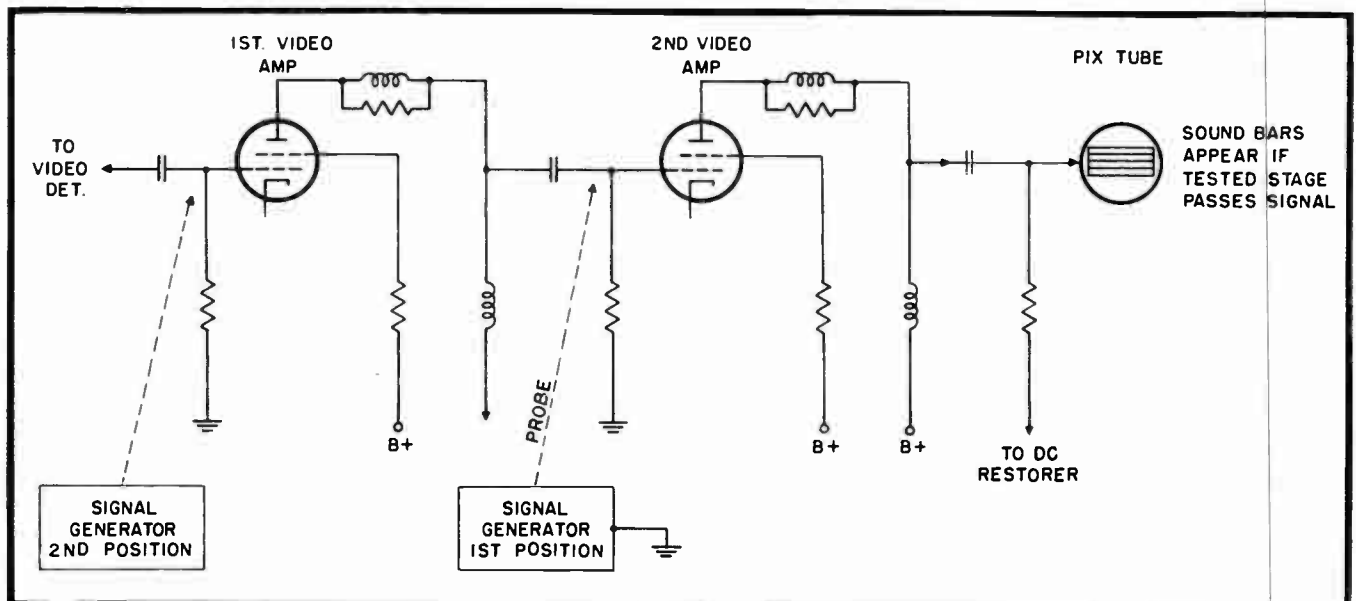 1ST. VIDEO
AMP
2ND VIDEO
AMP
PIX TUBE
TO
VIDEO
DET.
SOUND BARS
APPEAR IF
TESTED STAGE
PASSES SIGNAL
PROBE
B+
B+
B+
TO DC
RESTORER
SIGNAL
GENERATOR
2ND POSITION
SIGNAL
GENERATOR
1ST POSITION